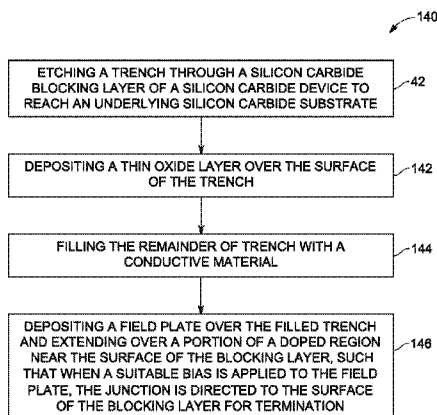 140
ETCHING A TRENCH THROUGH A SILICON CARBIDE
BLOCKING LAYER OF A SILICON CARBIDE DEVICE TO
REACH AN UNDERLYING SILICON CARBIDE SUBSTRATE
42
DEPOSITING A THIN OXIDE LAYER OVER THE SURFACE
OF THE TRENCH
142
FILLING THE REMAINDER OF TRENCH WITH A
CONDUCTIVE MATERIAL
144
DEPOSITING A FIELD PLATE OVER THE FILLED TRENCH
AND EXTENDING OVER A PORTION OF A DOPED REGION
NEAR THE SURFACE OF THE BLOCKING LAYER, SUCH
THAT WHEN A SUITABLE BIAS IS APPLIED TO THE FIELD
PLATE, THE JUNCTION IS DIRECTED TO THE SURFACE
OF THE BLOCKING LAYER FOR TERMINATION
146